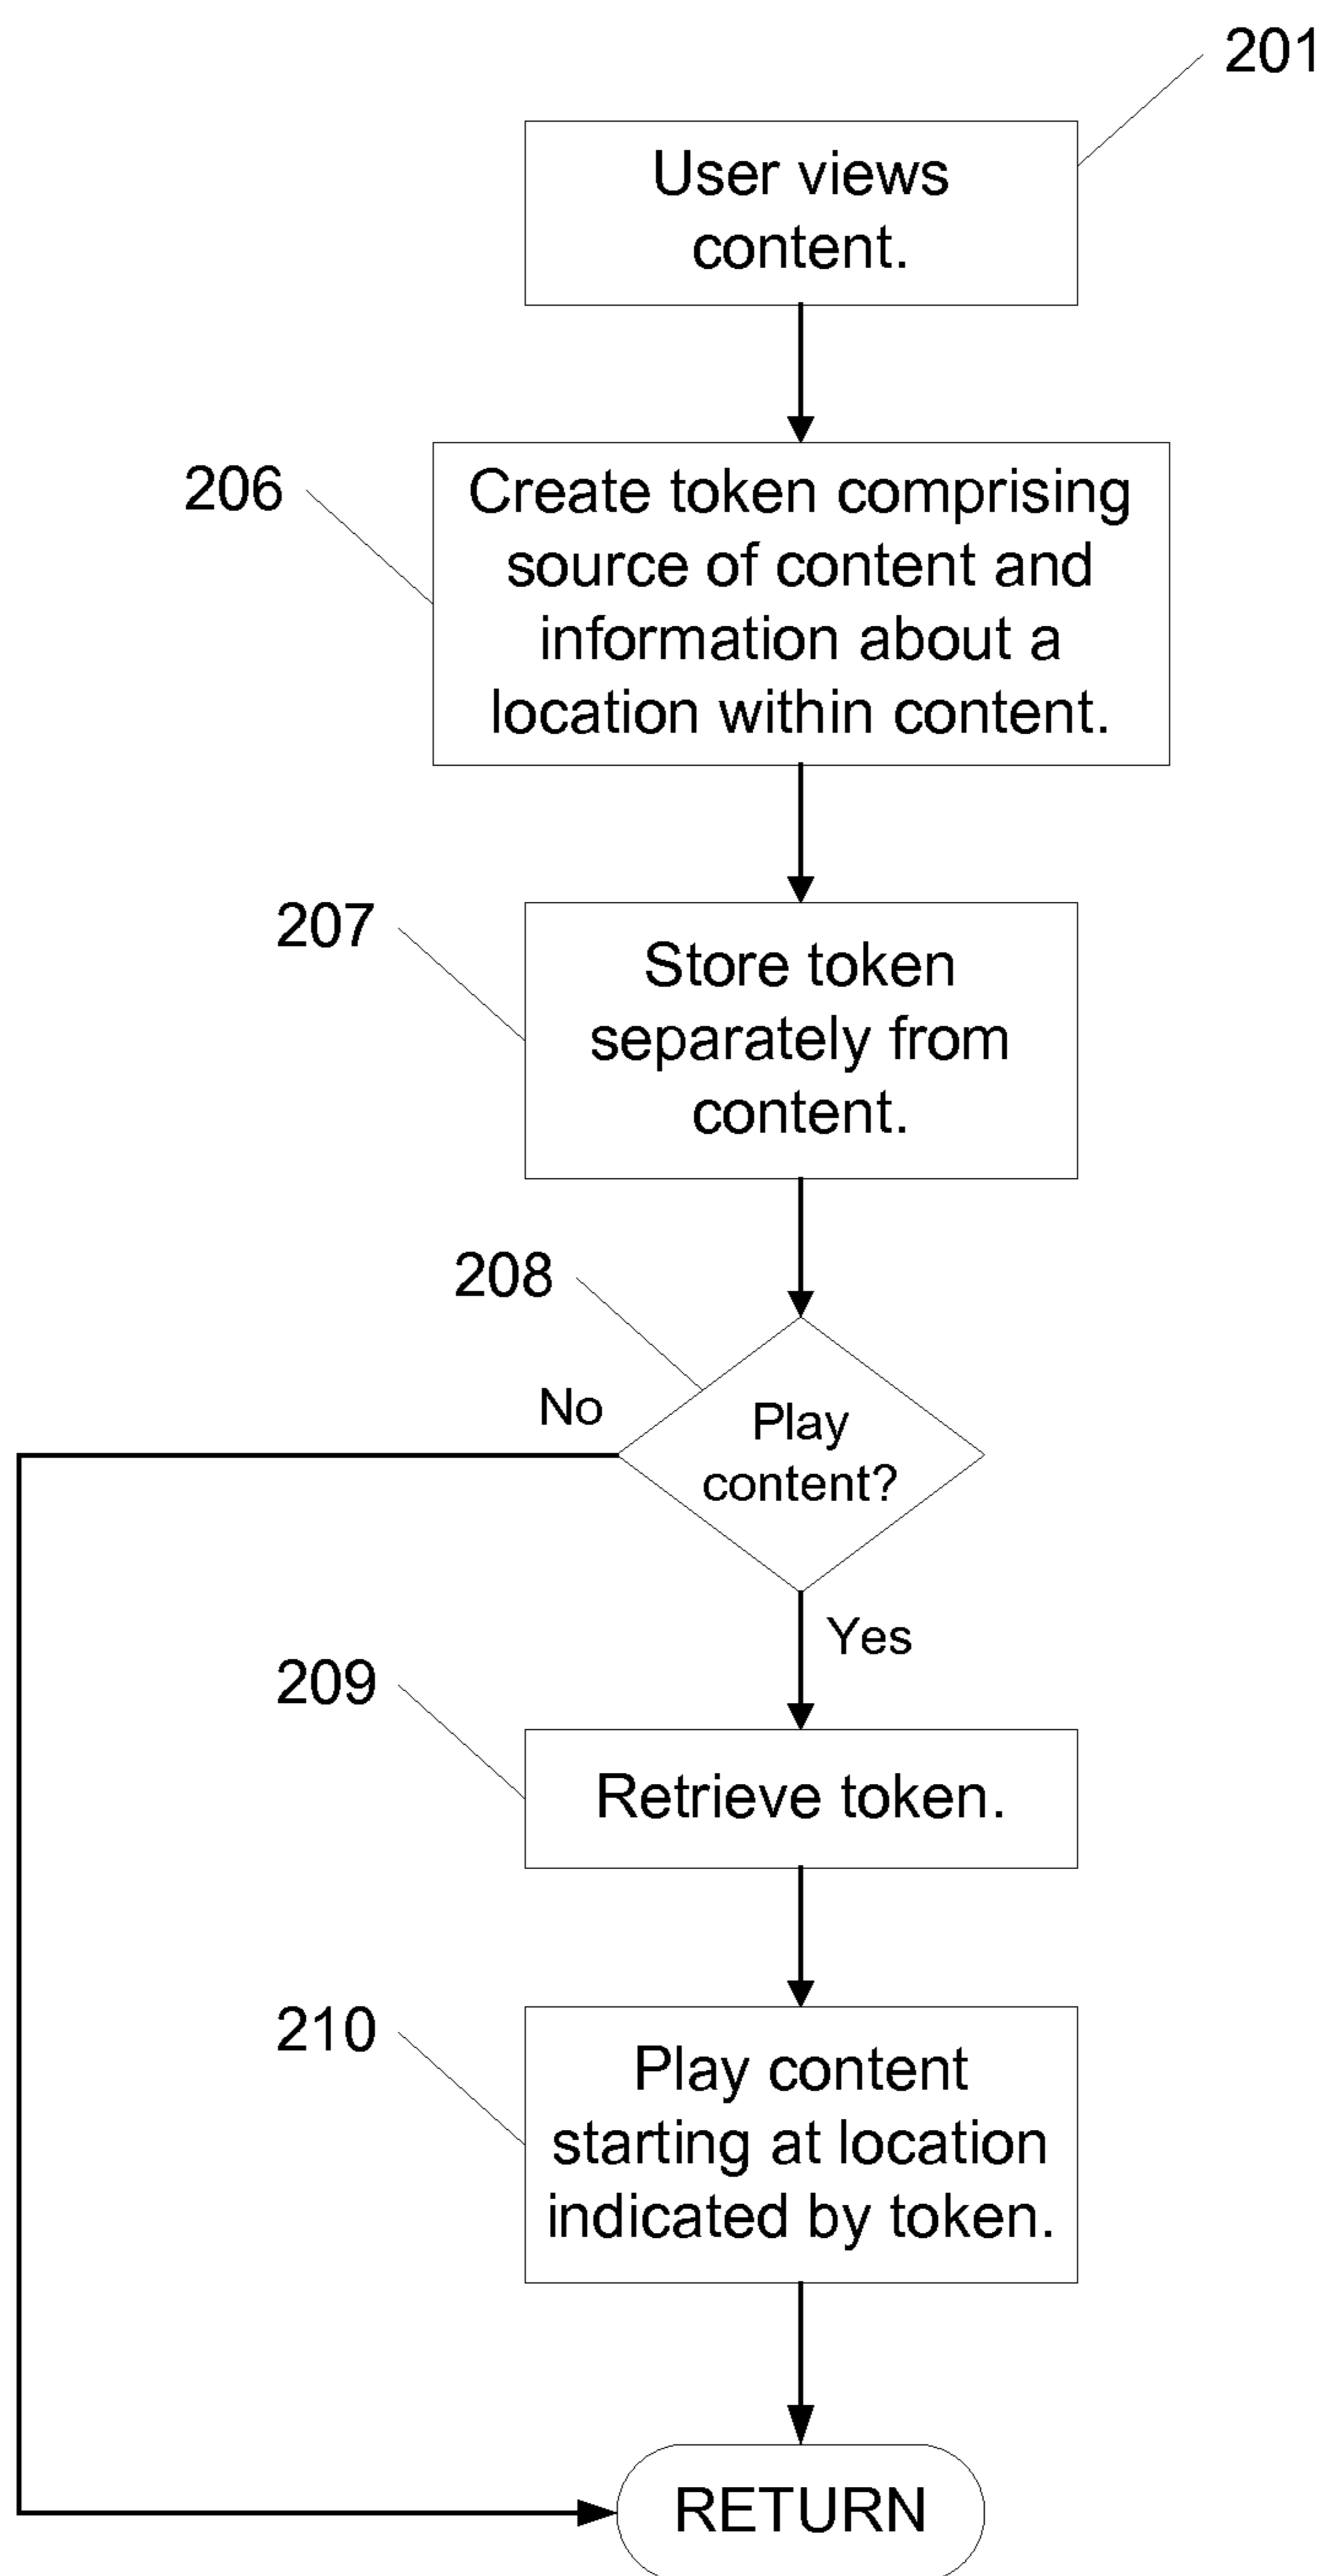 201
User views
content.
206
Create token comprising
source of content and
information about a
location within content.
207
Store token
separately from
content.
208
No
Play
content?
Yes
209
Retrieve token.
210
Play content
starting at location
indicated by token.
RETURN